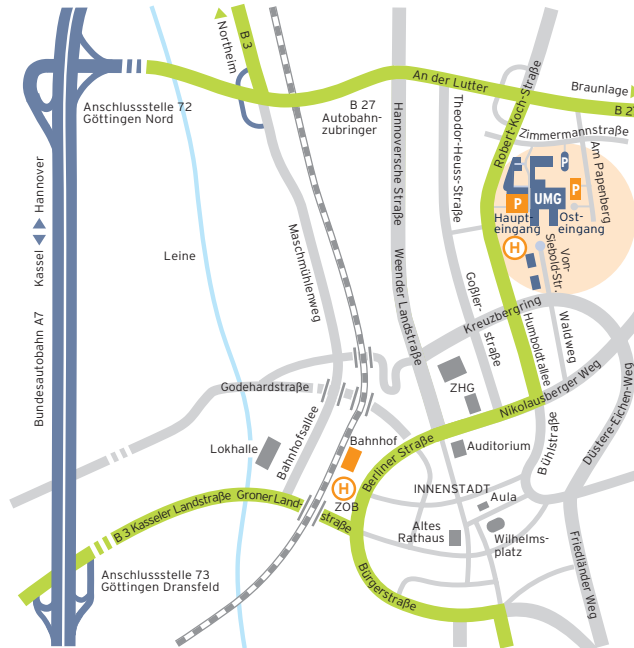 Northeim
B 3
An der Lutter
Braunlage
B 2
Anschlussstelle 72
Göttingen Nord
B 27
Autobahn-
zubringer
Hannoversche Straße
Theodor-Heuss-Straße
Robert-Koch-Straße
Zimmermannstraße
Am Papenberg
P
P
P
UMG
Haupt-
eingang
Ost-
eingang
H
Von-
Siebold-Str.
Kassel
Hannover
Bundesautobahn A7
Leine
Maschmühlenweg
Weender Landstraße
Goßler-
straße
Kreuzbergring
Humboldtallee
Waldweg
Godehardstraße
ZHG
Nikolausberger Weg
Düstere-Eichen-Weg
Lokhalle
Bahnhofsallee
Bahnhof
Berliner Straße
Auditorium
Bühlstraße
H
ZOB
INNENSTADT
Aula
B 3 Kasseler Landstraße
Groner Land-
straße
Altes
Rathaus
Wilhelms-
platz
Anschlussstelle 73
Göttingen Dransfeld
Bürgerstraße
Friedländer Weg